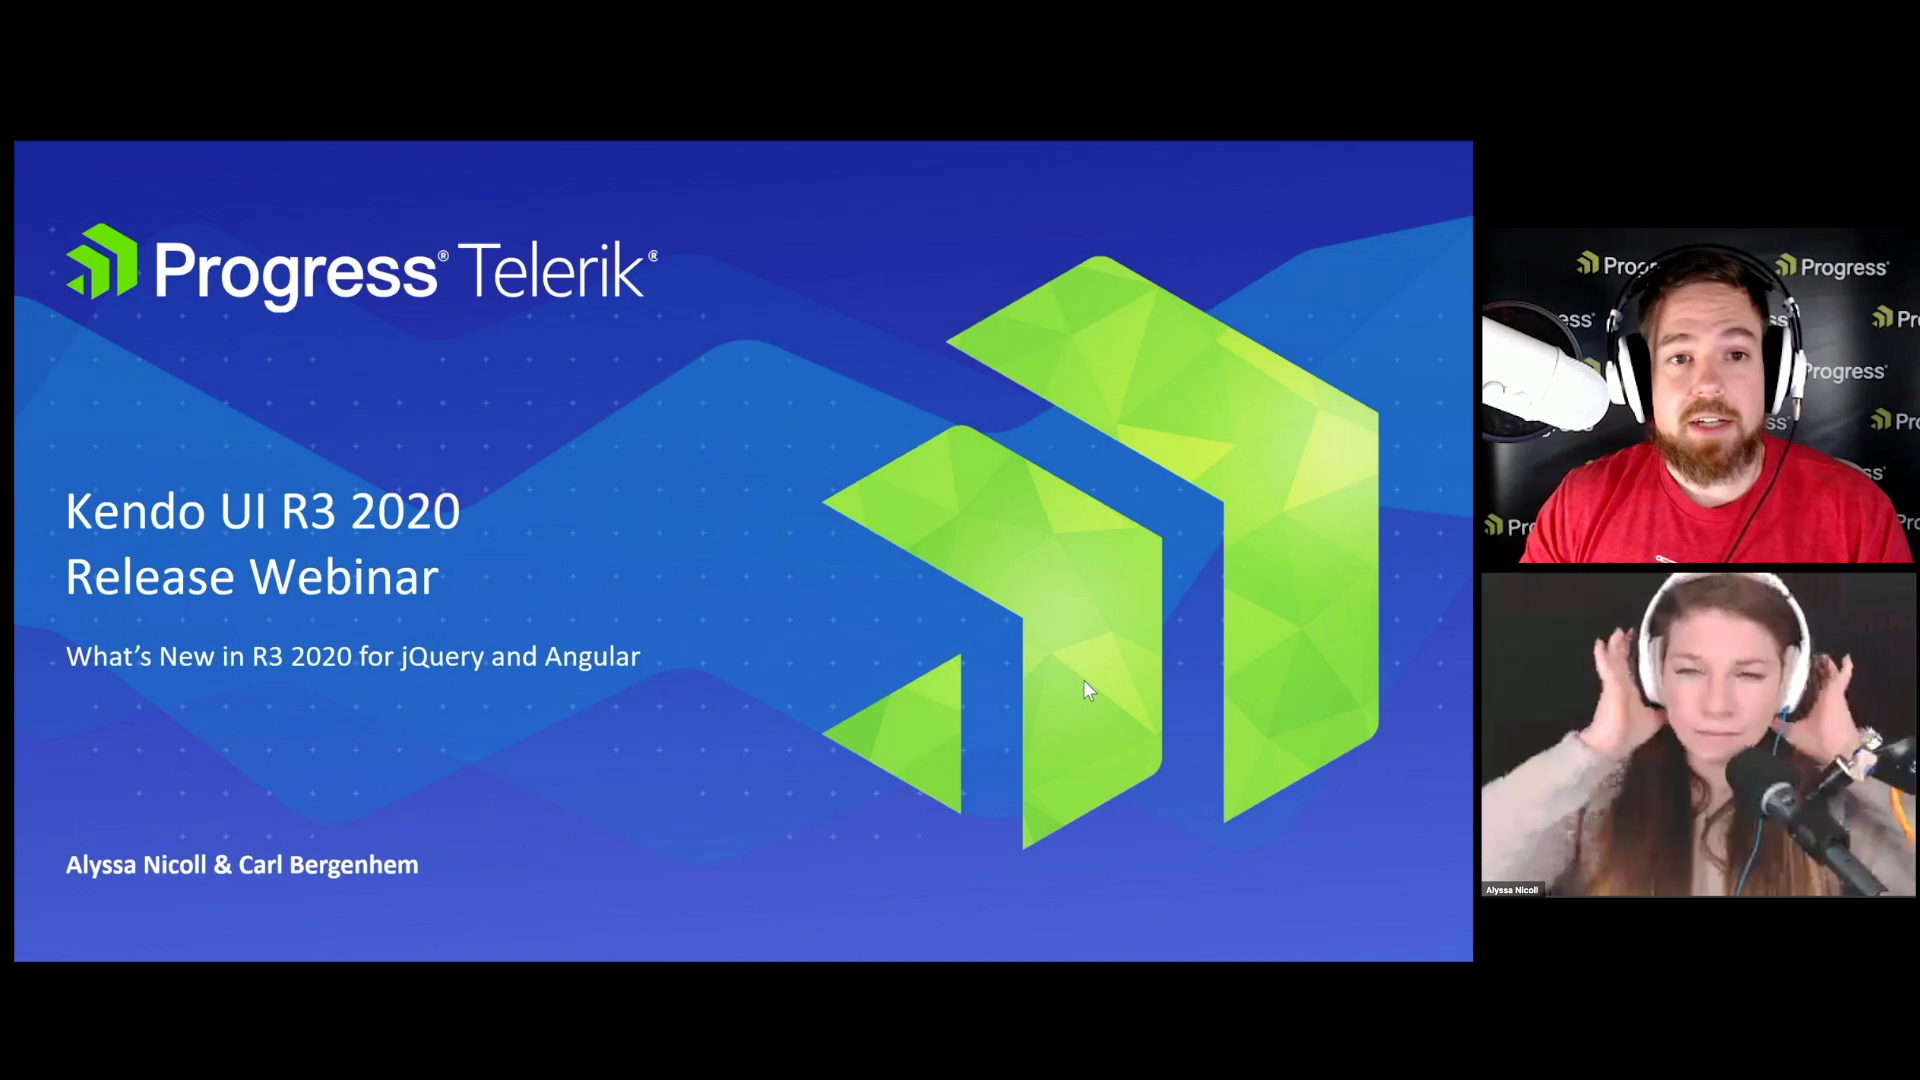 Progress® Telerik®
Kendo UI R3 2020
Release Webinar
What's New in R3 2020 for jQuery and Angular
Alyssa Nicoll & Carl Bergenhem
Progress®
Progress®
Alyssa Nicoll